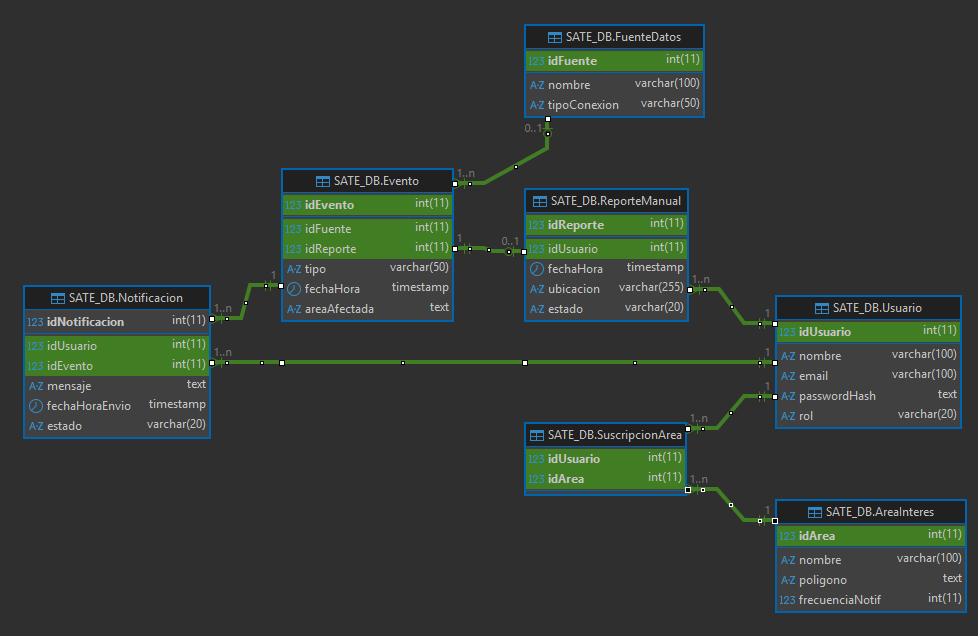 SATE_DB.FuenteDatos
123 idFuente int(11)
A-Z nombre varchar(100)
A-Z tipoConexion varchar(50)
0..1
1..n
SATE_DB.Evento
123 idEvento int(11)
123 idFuente int(11)
123 idReporte int(11)
A-Z tipo varchar(50)
fechaHora timestamp
A-Z areaAfectada text
1
0..1
SATE_DB.ReporteManual
123 idReporte int(11)
123 idUsuario int(11)
fechaHora timestamp
A-Z ubicacion varchar(255)
A-Z estado varchar(20)
1..n
1
1
1..n
SATE_DB.Notificacion
123 idNotificacion int(11)
123 idUsuario int(11)
123 idEvento int(11)
A-Z mensaje text
fechaHoraEnvio timestamp
A-Z estado varchar(20)
1..n
1
SATE_DB.Usuario
123 idUsuario int(11)
A-Z nombre varchar(100)
A-Z email varchar(100)
A-Z passwordHash text
A-Z rol varchar(20)
1
1..n
SATE_DB.SuscripcionArea
123 idUsuario int(11)
123 idArea int(11)
1..n
1
SATE_DB.AreaInteres
123 idArea int(11)
A-Z nombre varchar(100)
A-Z poligono text
123 frecuenciaNotif int(11)